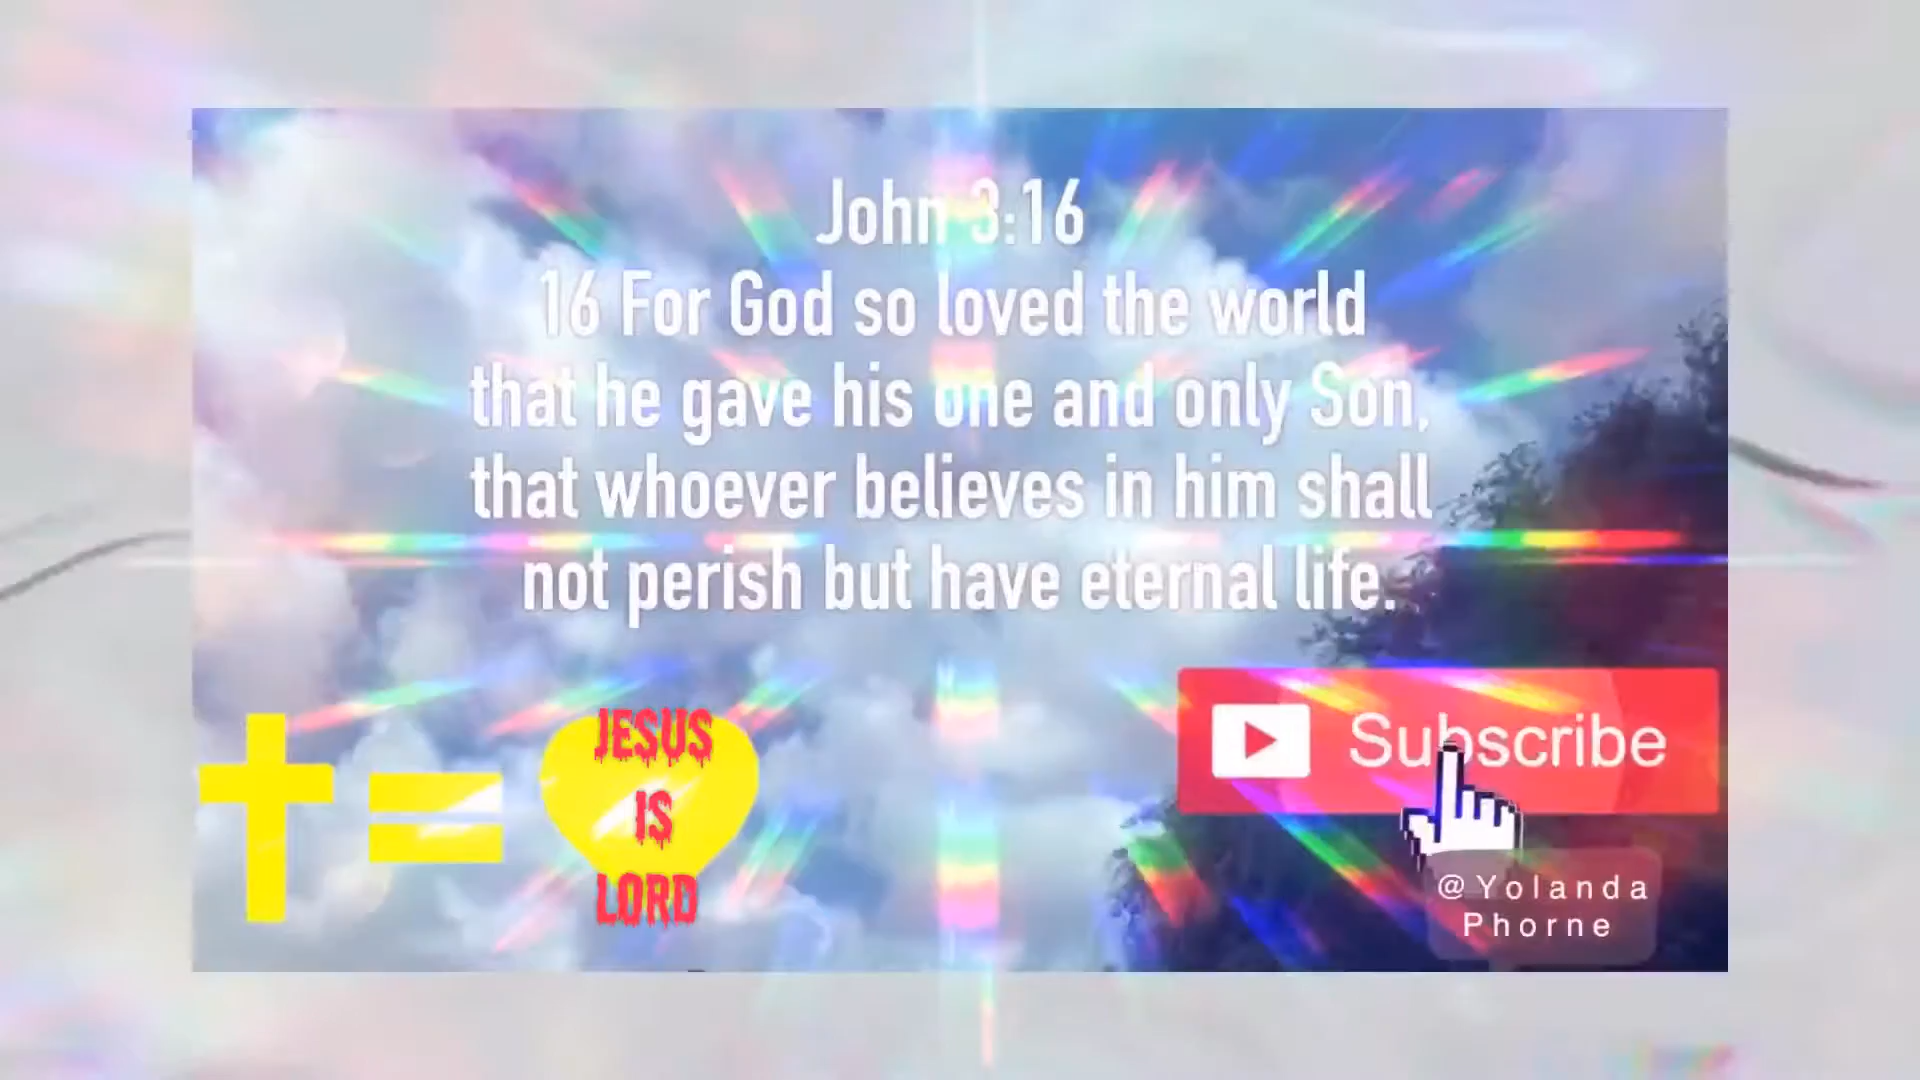 John 3:16
16 For God so loved the world
that he gave his one and only Son,
that whoever believes in him shall
not perish but have eternal life.
JESUS
IS
LORD
Subscribe
@Yolanda
Phorne